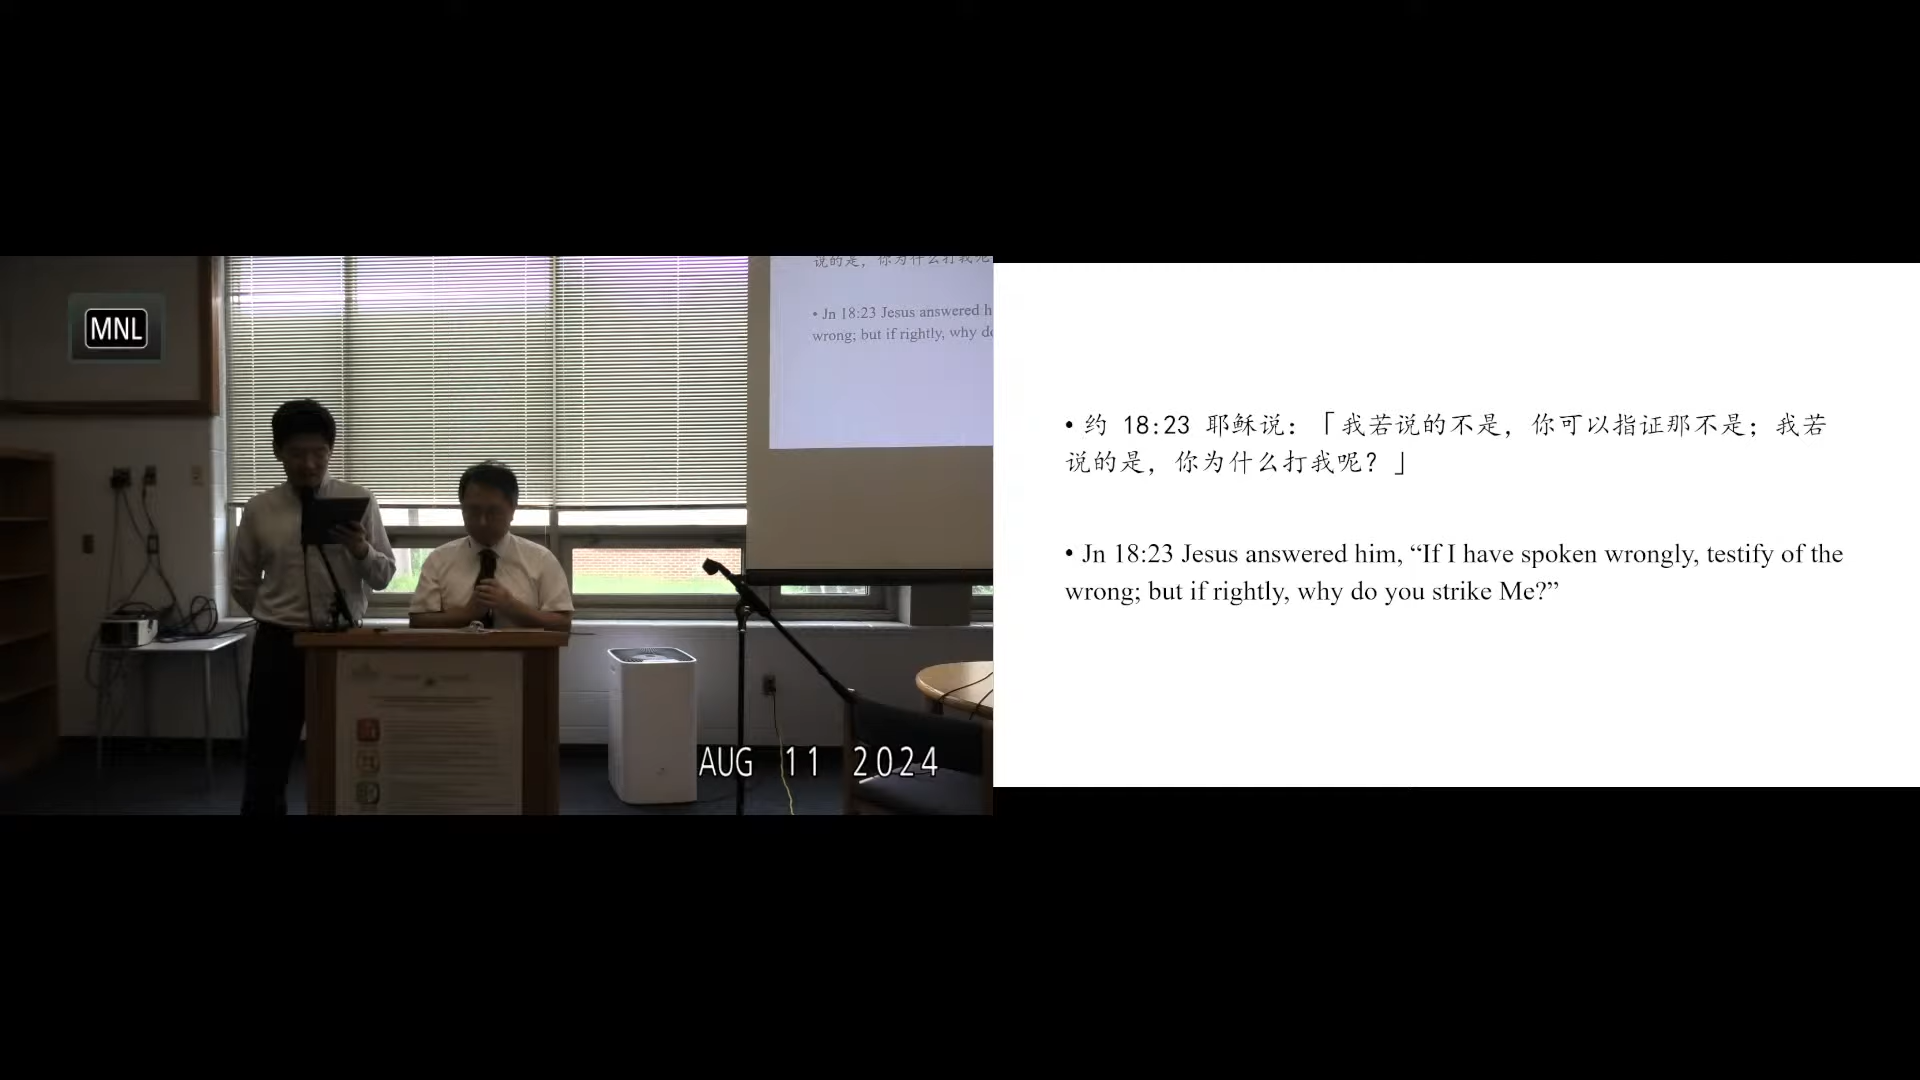 MNL
说的是，你为什么打我呢
• Jn 18:23 Jesus answered h
wrong; but if rightly, why do
AUG 11 2024
• 约 18:23 耶稣说：「我若说的不是，你可以指证那不是；我若
说的是，你为什么打我呢？」
• Jn 18:23 Jesus answered him, “If I have spoken wrongly, testify of the
wrong; but if rightly, why do you strike Me?”